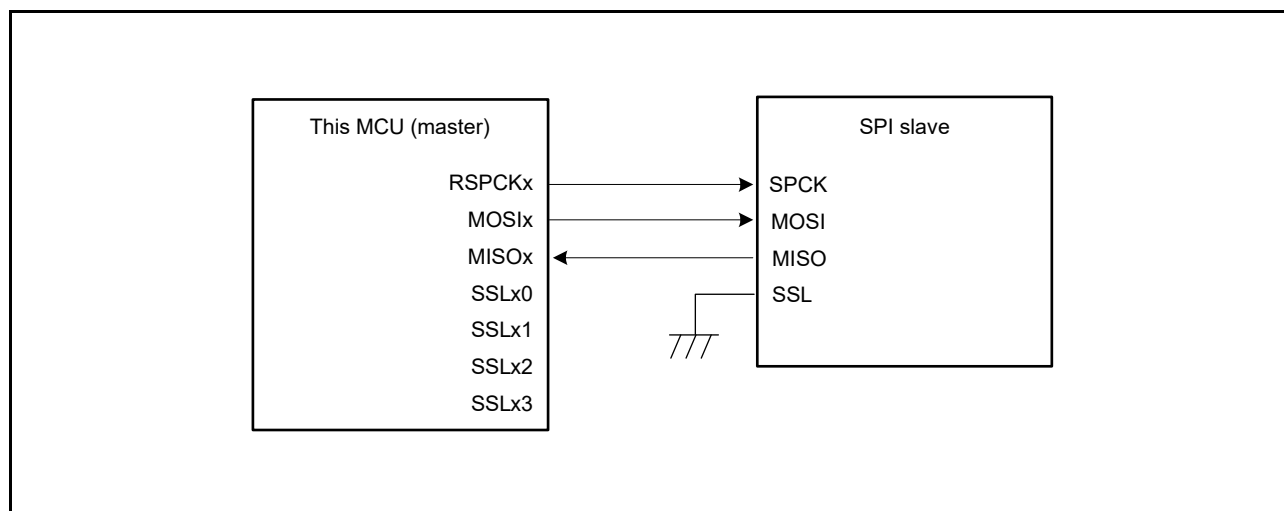 This MCU (master)
RSPCKx
MOSIx
MISOx
SSLx0
SSLx1
SSLx2
SSLx3
SPI slave
SPCK
MOSI
MISO
SSL